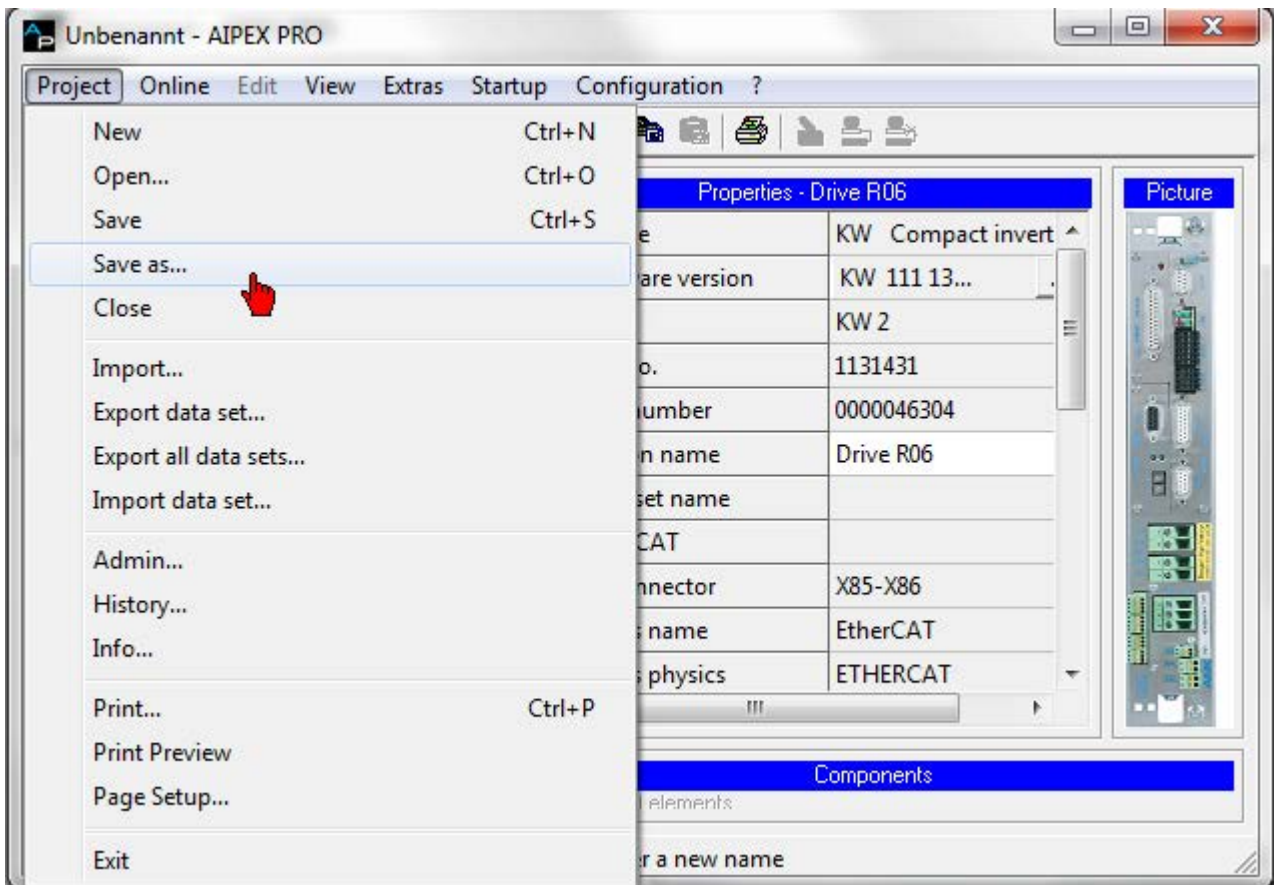 Unbenannt - AIPEX PRO
Project Online Edit View Extras Startup Configuration ?
New Ctrl+N
Open... Ctrl+O
Save Ctrl+S
Save as...
Close
Import...
Export data set...
Export all data sets...
Import data set...
Admin...
History...
Info...
Print... Ctrl+P
Print Preview
Page Setup...
Exit
Properties - Drive R06
e KW Compact invert
are version KW 111 13...
KW 2
o. 1131431
umber 0000046304
n name Drive R06
set name
CAT
nnector X85-X86
s name EtherCAT
s physics ETHERCAT
Picture
Components
l elements
r a new name